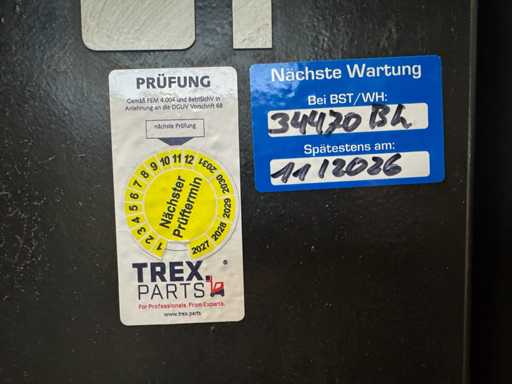 PRÜFUNG
Gemäß FEM 4.004 und BetrSichV in
Anlehnung an die DGUV Vorschrift 68
nächste Prüfung
1 2 3 4 5 6 7 8 9 10 11 12
2027 2028 2029 2030 2031
Nächster
Prüftermin
TREX.®
PARTS
For Professionals. From Experts.
www.trex.parts
Nächste Wartung
Bei BST/WH:
34470 Bh
Spätestens am:
11/2026